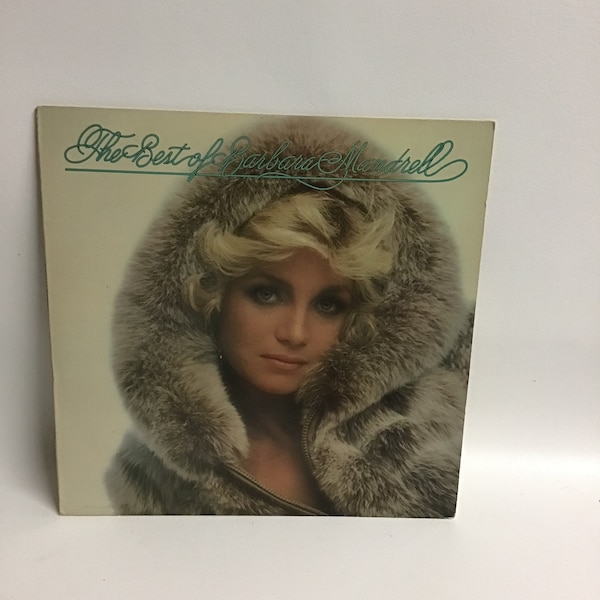 The Best of Barbara Mandrell